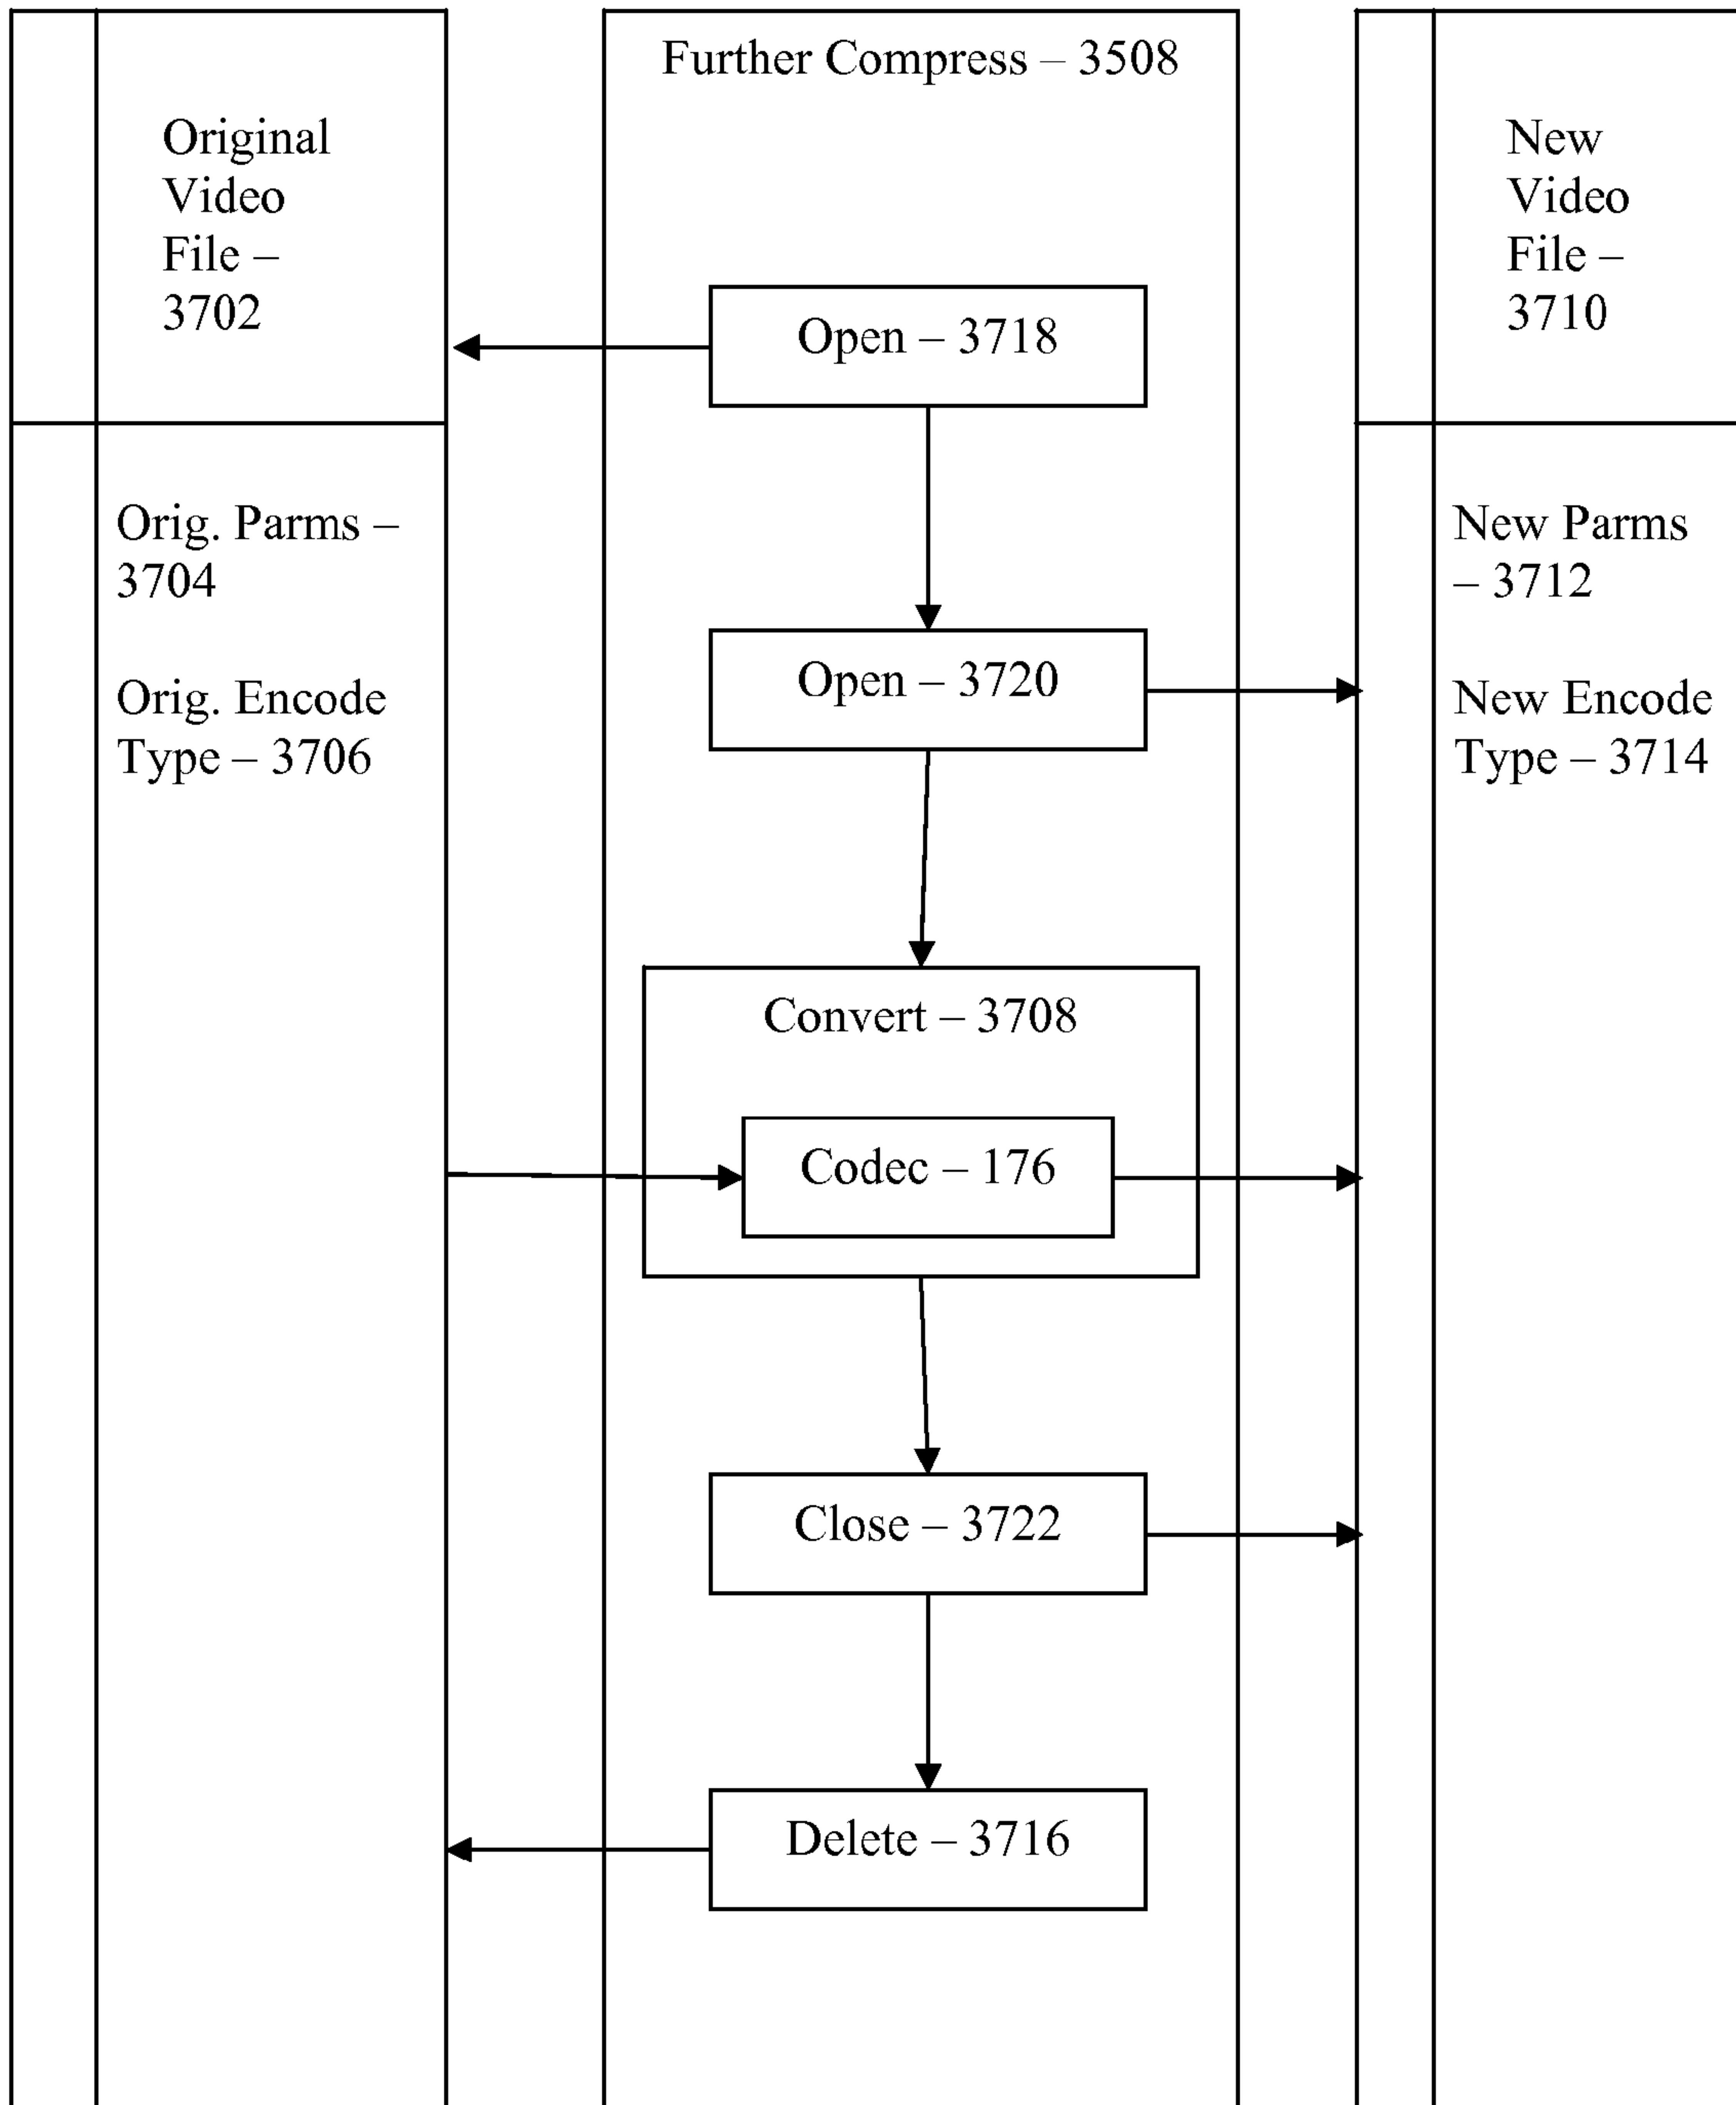 Further Compress – 3508
Original
Video
File –
3702
New
Video
File –
3710
Open – 3718
Orig. Parms –
3704
Orig. Encode
Type – 3706
New Parms
– 3712
New Encode
Type – 3714
Open – 3720
Convert – 3708
Codec – 176
Close – 3722
Delete – 3716